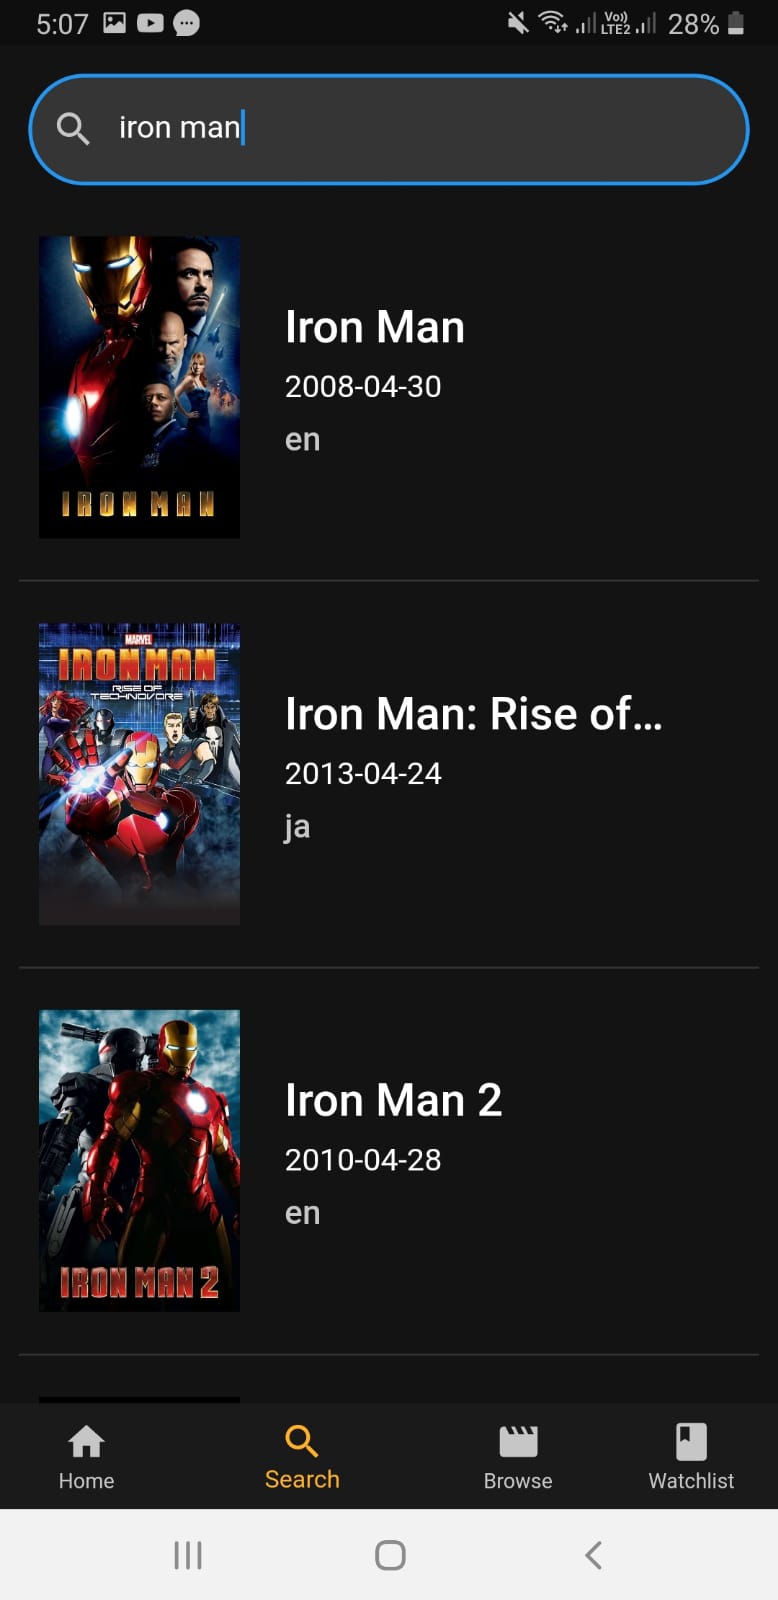 5:07
Vo))
LTE2
28%
iron man
IRON MAN
Iron Man
2008-04-30
en
MARVEL
IRON MAN
RISE OF
TECHNOVORE
Iron Man: Rise of...
2013-04-24
ja
IRON MAN 2
Iron Man 2
2010-04-28
en
Home
Search
Browse
Watchlist